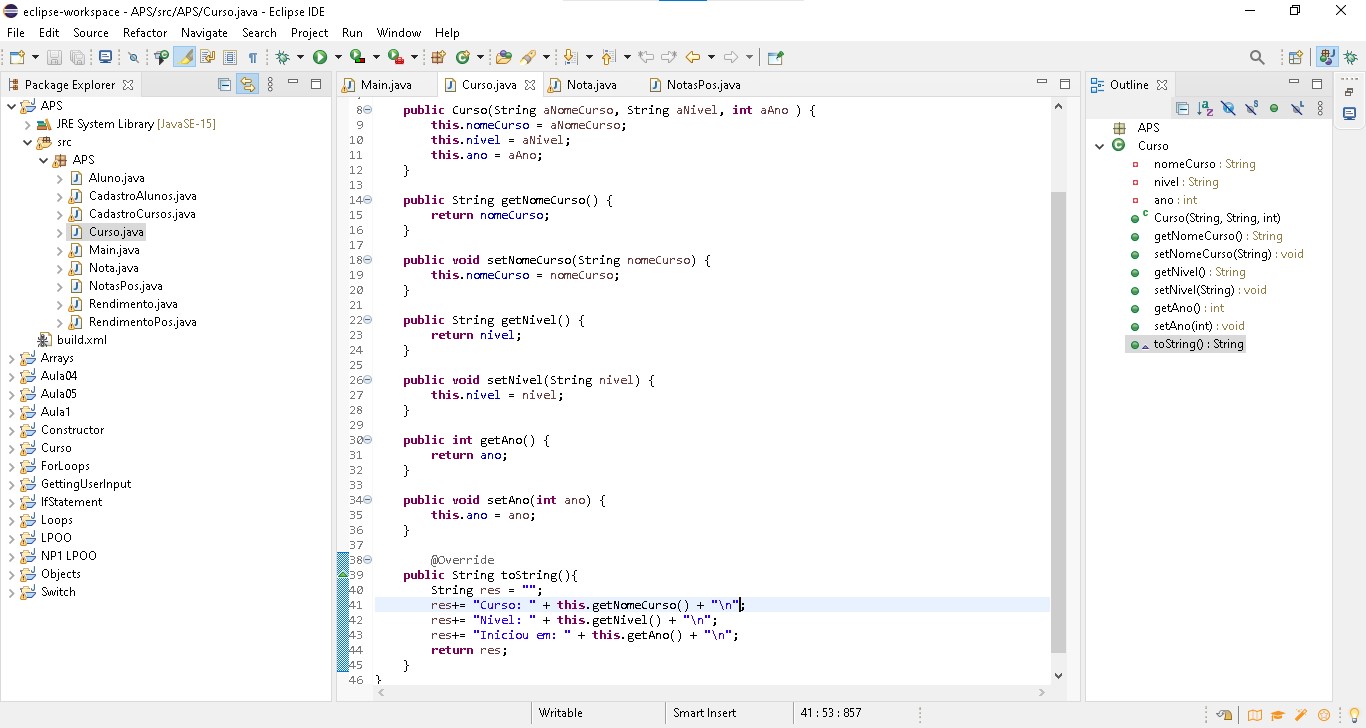 eclipse-workspace - APS/src/APS/Curso.java - Eclipse IDE
File Edit Source Refactor Navigate Search Project Run Window Help
Package Explorer
APS
JRE System Library [JavaSE-15]
src
APS
Aluno.java
CadastroAlunos.java
CadastroCursos.java
Curso.java
Main.java
Nota.java
NotasPos.java
Rendimento.java
RendimentoPos.java
build.xml
Arrays
Aula04
Aula05
Aula1
Constructor
Curso
ForLoops
GettingUserInput
IfStatement
Loops
LPOO
NP1 LPOO
Objects
Switch
Main.java Curso.java Nota.java NotasPos.java
8 public Curso(String aNomeCurso, String aNivel, int aAno ) {
9 this.nomeCurso = aNomeCurso;
10 this.nivel = aNivel;
11 this.ano = aAno;
12 }
13
14 public String getNomeCurso() {
15 return nomeCurso;
16 }
17
18 public void setNomeCurso(String nomeCurso) {
19 this.nomeCurso = nomeCurso;
20 }
21
22 public String getNivel() {
23 return nivel;
24 }
25
26 public void setNivel(String nivel) {
27 this.nivel = nivel;
28 }
29
30 public int getAno() {
31 return ano;
32 }
33
34 public void setAno(int ano) {
35 this.ano = ano;
36 }
37
38 @Override
39 public String toString(){
40 String res = "";
41 res+= "Curso: " + this.getNomeCurso() + "\n";
42 res+= "Nivel: " + this.getNivel() + "\n";
43 res+= "Iniciou em: " + this.getAno() + "\n";
44 return res;
45 }
46 }
Outline
APS
Curso
nomeCurso : String
nivel : String
ano : int
Curso(String, String, int)
getNomeCurso() : String
setNomeCurso(String) : void
getNivel() : String
setNivel(String) : void
getAno() : int
setAno(int) : void
toString() : String
Writable Smart Insert 41 : 53 : 857